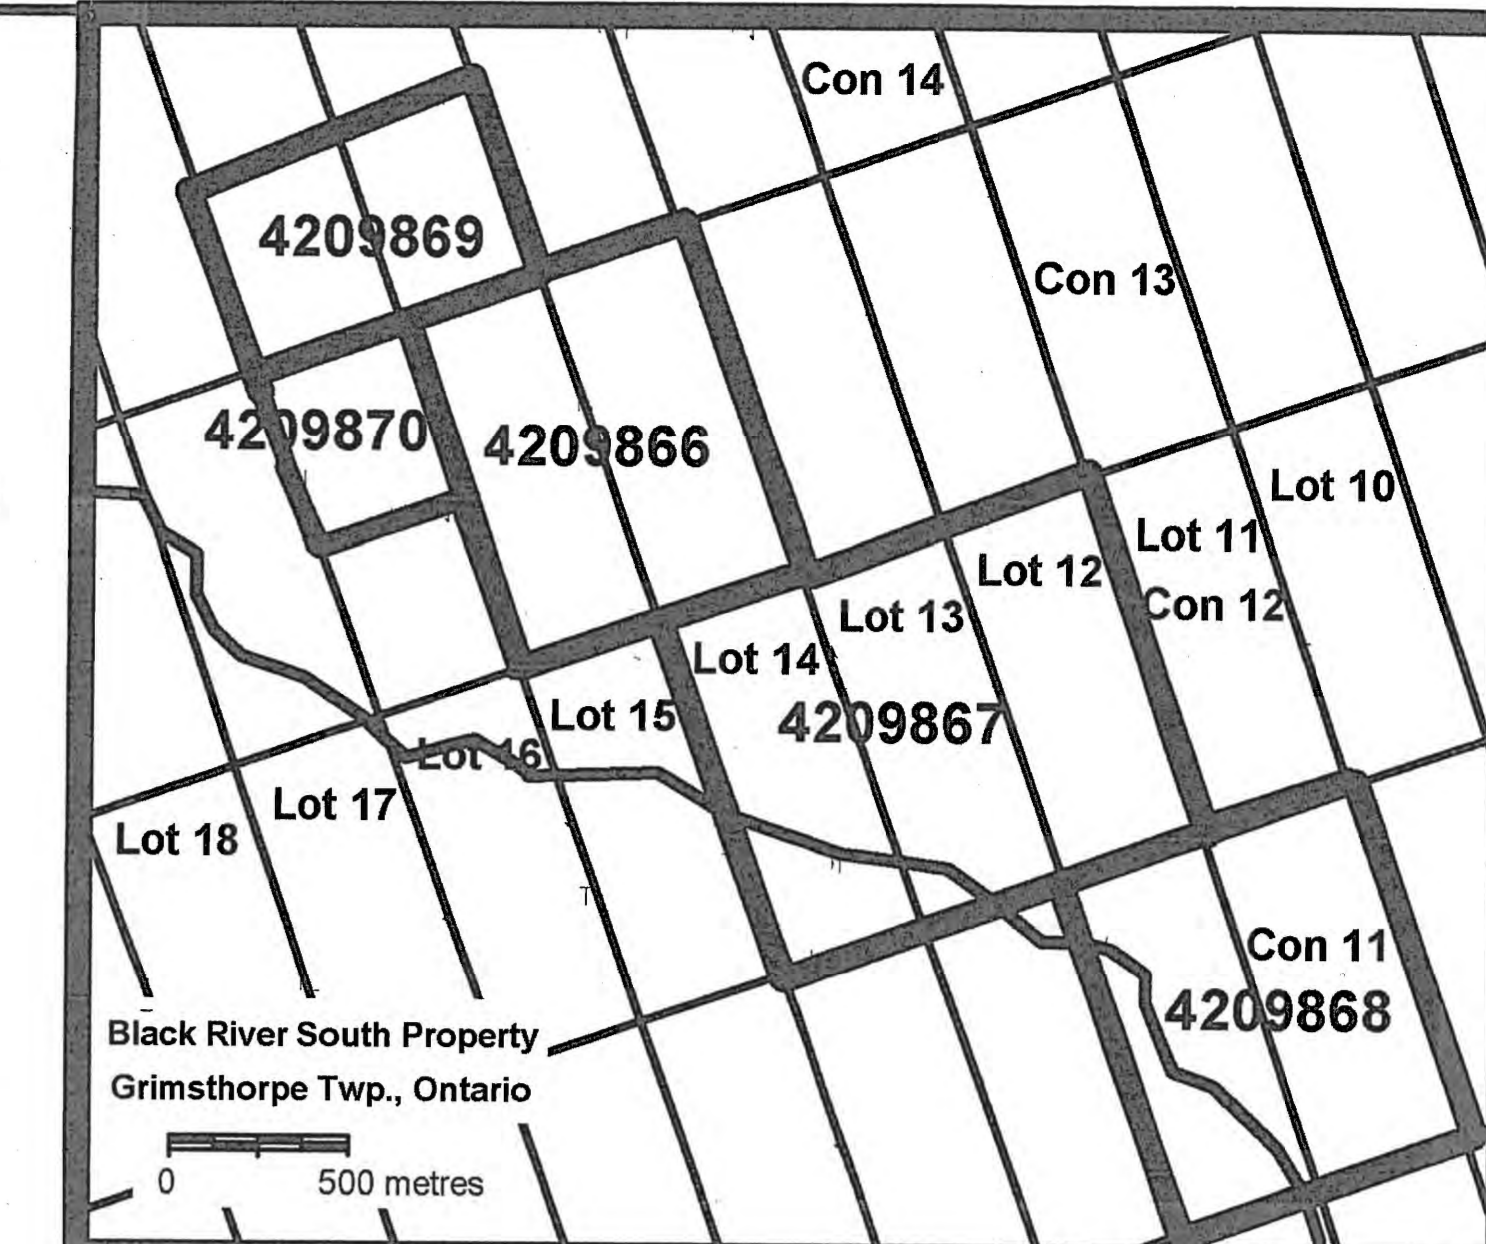 Con 14
4209869
Con 13
4209870
4209866
Lot 10
Lot 11
Lot 12
Con 12
Lot 13
Lot 14
Lot 15
4209867
Lot 16
Lot 17
Lot 18
Con 11
4209868
Black River South Property
Grimsthorpe Twp., Ontario
0
500 metres